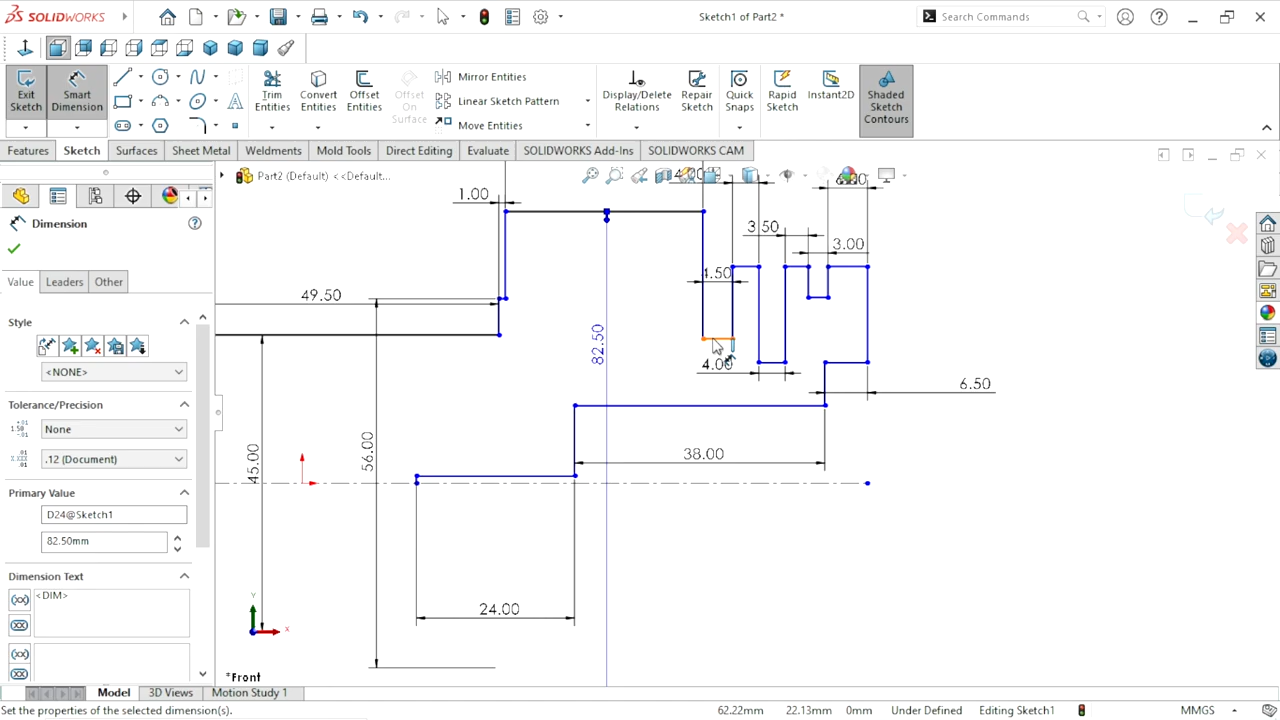 SOLIDWORKS
Sketch1 of Part2 *
Search Commands
Exit Sketch
Smart Dimension
Trim Entities
Convert Entities
Offset Entities
Offset On Surface
Mirror Entities
Linear Sketch Pattern
Move Entities
Display/Delete Relations
Repair Sketch
Quick Snaps
Rapid Sketch
Instant2D
Shaded Sketch Contours
Features
Sketch
Surfaces
Sheet Metal
Weldments
Mold Tools
Direct Editing
Evaluate
SOLIDWORKS Add-Ins
SOLIDWORKS CAM
Part2 (Default) <<Default...
Dimension
Value
Leaders
Other
Style
<NONE>
Tolerance/Precision
None
.12 (Document)
Primary Value
D24@Sketch1
82.50mm
Dimension Text
<DIM>
1.00
3.50
3.00
4.50
49.50
82.50
4.00
6.50
45.00
56.00
38.00
24.00
Y
X
*Front
Model
3D Views
Motion Study 1
Set the properties of the selected dimension(s).
62.22mm
22.13mm
0mm
Under Defined
Editing Sketch1
MMGS